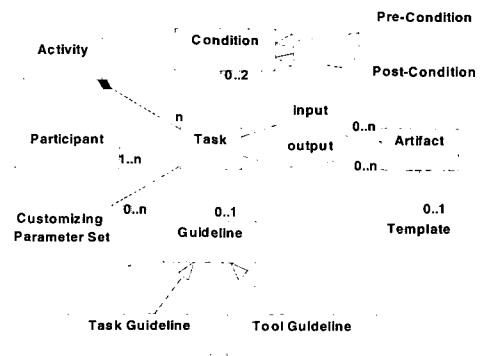 Pre-Condition
Condition
Activity
Post-Condition
0..2
input
n
0..n
Participant
Task
output
Artifact
1..n
0..n
0..n
0..1
0..1
Customizing
Parameter Set
Guideline
Template
Task Guideline
Tool Guideline